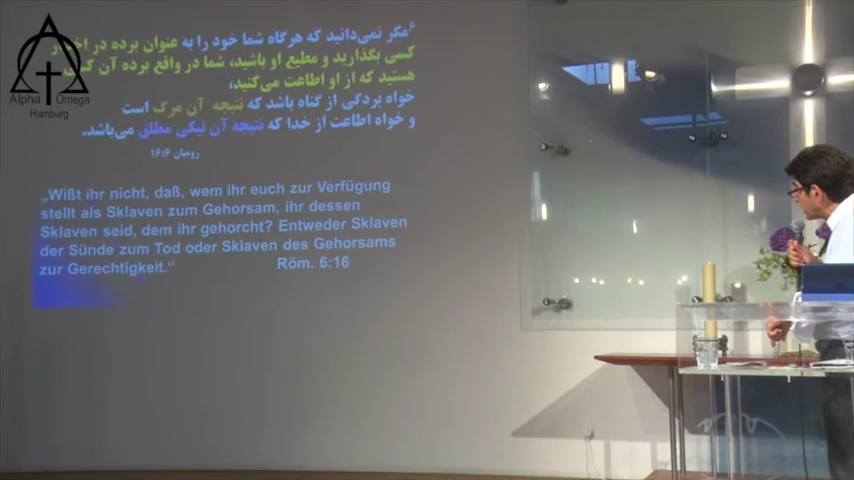 Alpha Omega
Hamburg
۶مگر نمی‌دانید که هرگاه شما خود را به عنوان برده در
کسی بگذارید و مطیع او باشید، شما در واقع برده آن
هستید که از او اطاعت می‌کنید،
خواه بردگی از گناه باشد که نتیجه آن مرگ است
و خواه اطاعت از خدا که نتیجه آن نیکی مطلق می‌باشد.
رومیان ۱۶:۶
„Wißt ihr nicht, daß, wem ihr euch zur Verfügung
stellt als Sklaven zum Gehorsam, ihr dessen
Sklaven seid, dem ihr gehorcht? Entweder Sklaven
der Sünde zum Tod oder Sklaven des Gehorsams
zur Gerechtigkeit.“ Röm. 6:16